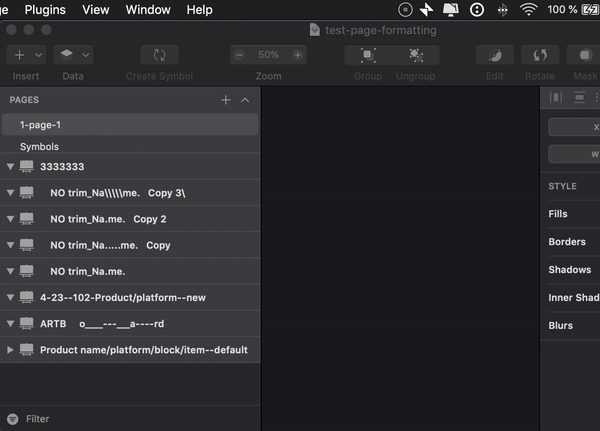 ge Plugins View Window Help 100 %
test-page-formatting
50%
Insert Data Create Symbol Zoom Group Ungroup Edit Rotate Mask
PAGES
1-page-1
X
Symbols
W
3333333
STYLE
NO trim_Na\\\\\me. Copy 3\
Fills
NO trim_Na.me. Copy 2
Borders
NO trim_Na.....me. Copy
Shadows
NO trim_Na.me.
4-23--102-Product/platform--new
Inner Shad
ARTB o___---__a----rd
Blurs
Product name/platform/block/item--default
Filter